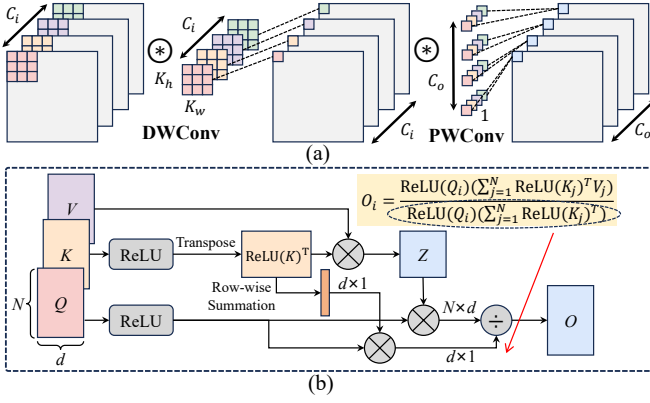 C_i
K_h
K_w
C_i
DWConv
C_i
C_o
1
PWConv
C_o
(a)
V
K
Q
N
d
ReLU
Transpose
ReLU(K)^T
Row-wise
Summation
d×1
Z
ReLU
N×d
÷
O
d×1
O_i = ReLU(Q_i)(∑_{j=1}^{N} ReLU(K_j)^T V_j) / ReLU(Q_i)(∑_{j=1}^{N} ReLU(K_j)^T)
(b)